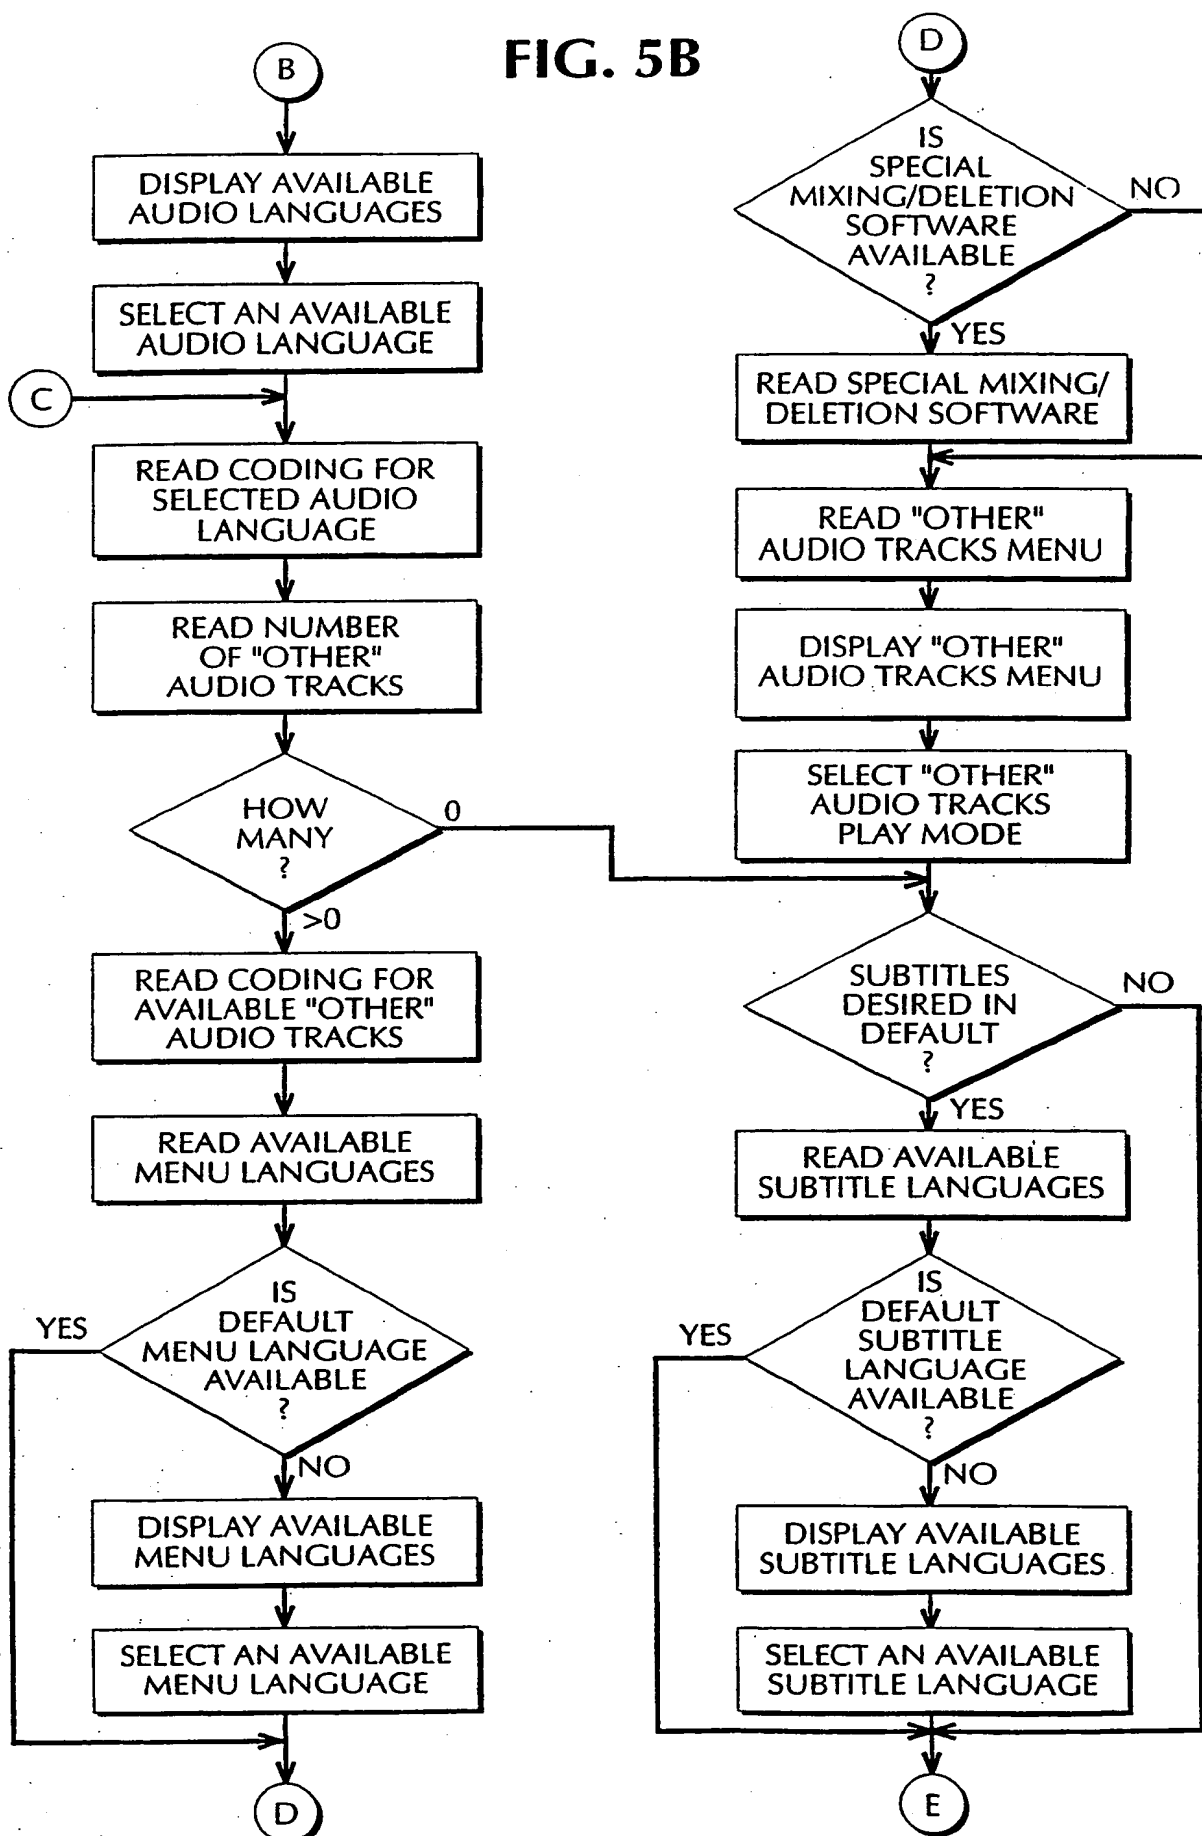 FIG. 5B
B
DISPLAY AVAILABLE
AUDIO LANGUAGES
SELECT AN AVAILABLE
AUDIO LANGUAGE
C
READ CODING FOR
SELECTED AUDIO
LANGUAGE
READ NUMBER
OF "OTHER"
AUDIO TRACKS
HOW
MANY
?
0
>0
READ CODING FOR
AVAILABLE "OTHER"
AUDIO TRACKS
READ AVAILABLE
MENU LANGUAGES
IS
DEFAULT
MENU LANGUAGE
AVAILABLE
?
YES
NO
DISPLAY AVAILABLE
MENU LANGUAGES
SELECT AN AVAILABLE
MENU LANGUAGE
D
D
IS
SPECIAL
MIXING/DELETION
SOFTWARE
AVAILABLE
?
NO
YES
READ SPECIAL MIXING/
DELETION SOFTWARE
READ "OTHER"
AUDIO TRACKS MENU
DISPLAY "OTHER"
AUDIO TRACKS MENU
SELECT "OTHER"
AUDIO TRACKS
PLAY MODE
SUBTITLES
DESIRED IN
DEFAULT
?
NO
YES
READ AVAILABLE
SUBTITLE LANGUAGES
IS
DEFAULT
SUBTITLE
LANGUAGE
AVAILABLE
?
YES
NO
DISPLAY AVAILABLE
SUBTITLE LANGUAGES
SELECT AN AVAILABLE
SUBTITLE LANGUAGE
E